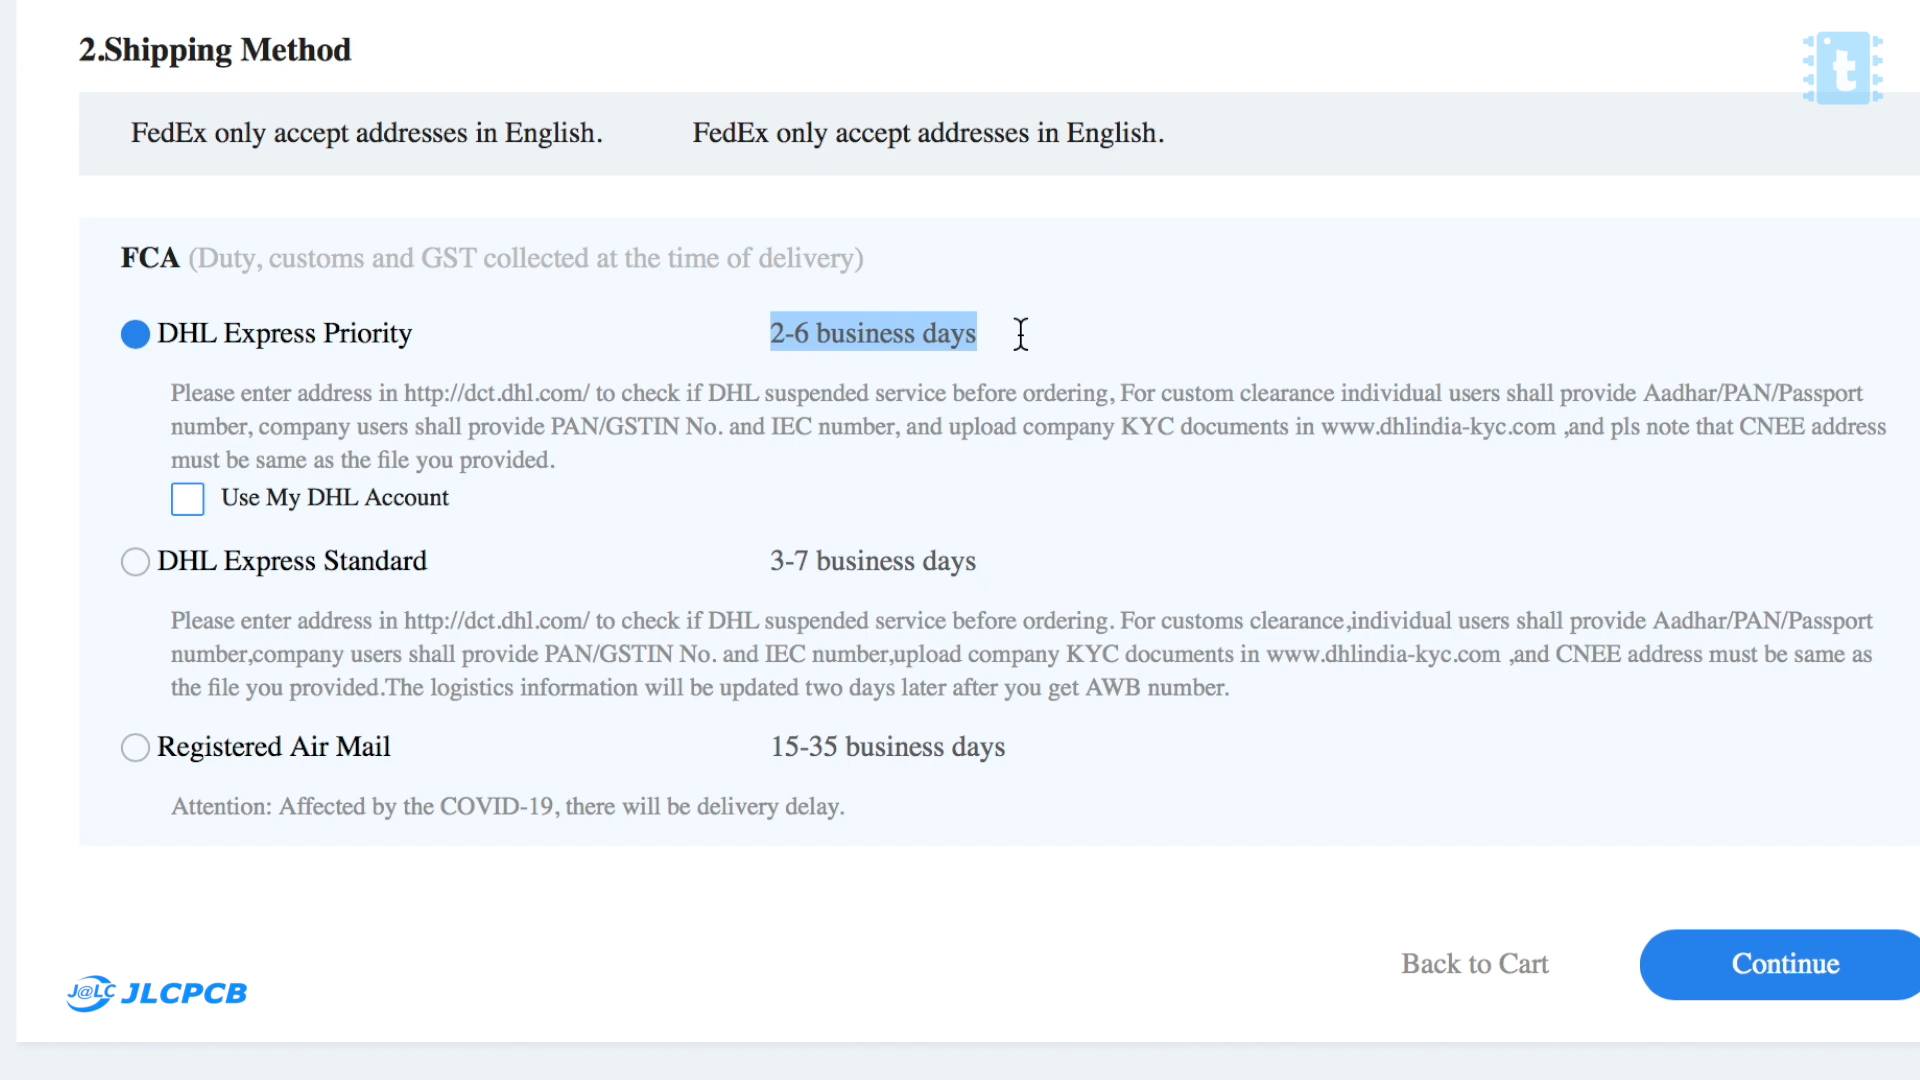 2.Shipping Method
t
FedEx only accept addresses in English. FedEx only accept addresses in English.
FCA (Duty, customs and GST collected at the time of delivery)
DHL Express Priority 2-6 business days
Please enter address in http://dct.dhl.com/ to check if DHL suspended service before ordering, For custom clearance individual users shall provide Aadhar/PAN/Passport
number, company users shall provide PAN/GSTIN No. and IEC number, and upload company KYC documents in www.dhlindia-kyc.com ,and pls note that CNEE address
must be same as the file you provided.
Use My DHL Account
DHL Express Standard 3-7 business days
Please enter address in http://dct.dhl.com/ to check if DHL suspended service before ordering. For customs clearance,individual users shall provide Aadhar/PAN/Passport
number,company users shall provide PAN/GSTIN No. and IEC number,upload company KYC documents in www.dhlindia-kyc.com ,and CNEE address must be same as
the file you provided.The logistics information will be updated two days later after you get AWB number.
Registered Air Mail 15-35 business days
Attention: Affected by the COVID-19, there will be delivery delay.
Back to Cart Continue
J@LC JLCPCB